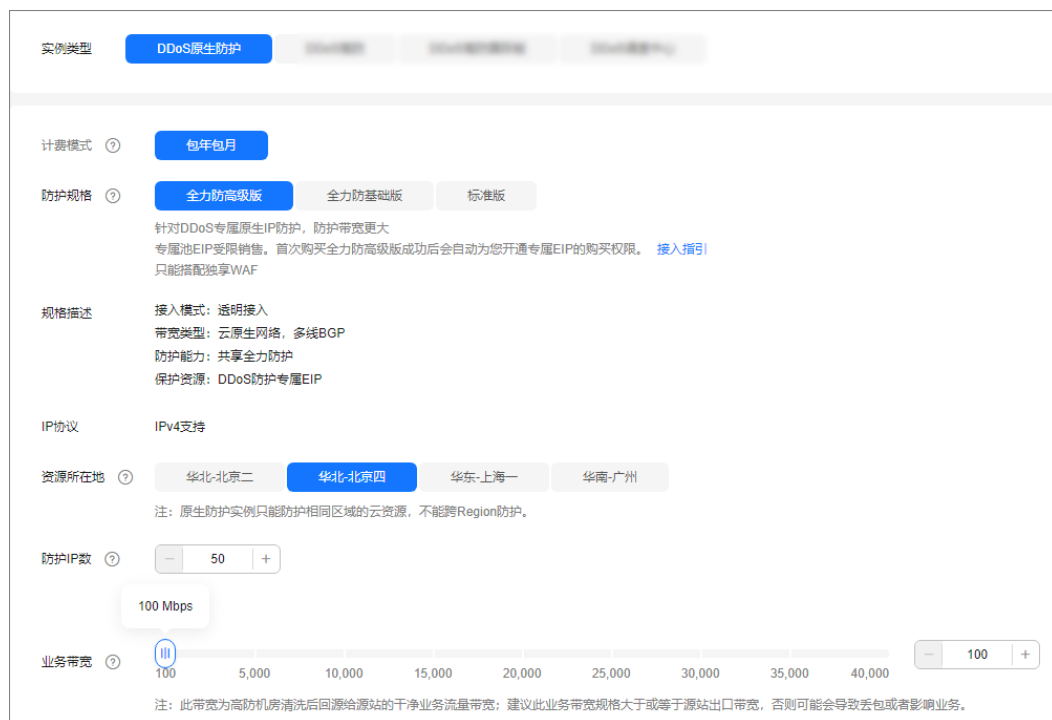 实例类型 DDoS原生防护
计费模式 ? 包年包月
防护规格 ? 全力防高级版 全力防基础版 标准版
针对DDoS专属原生IP防护，防护带宽更大
专属池EIP受限销售。首次购买全力防高级版成功后会自动为您开通专属EIP的购买权限。 接入指引
只能搭配独享WAF
规格描述 接入模式：透明接入
带宽类型：云原生网络，多线BGP
防护能力：共享全力防护
保护资源：DDoS防护专属EIP
IP协议 IPv4支持
资源所在地 ? 华北-北京二 华北-北京四 华东-上海一 华南-广州
注：原生防护实例只能防护相同区域的云资源，不能跨Region防护。
防护IP数 ? − 50 +
100 Mbps
业务带宽 ? − 100 +
100 5,000 10,000 15,000 20,000 25,000 30,000 35,000 40,000
注：此带宽为高防机房清洗后回源给源站的干净业务流量带宽；建议此业务带宽规格大于或等于源站出口带宽，否则可能会导致丢包或者影响业务。